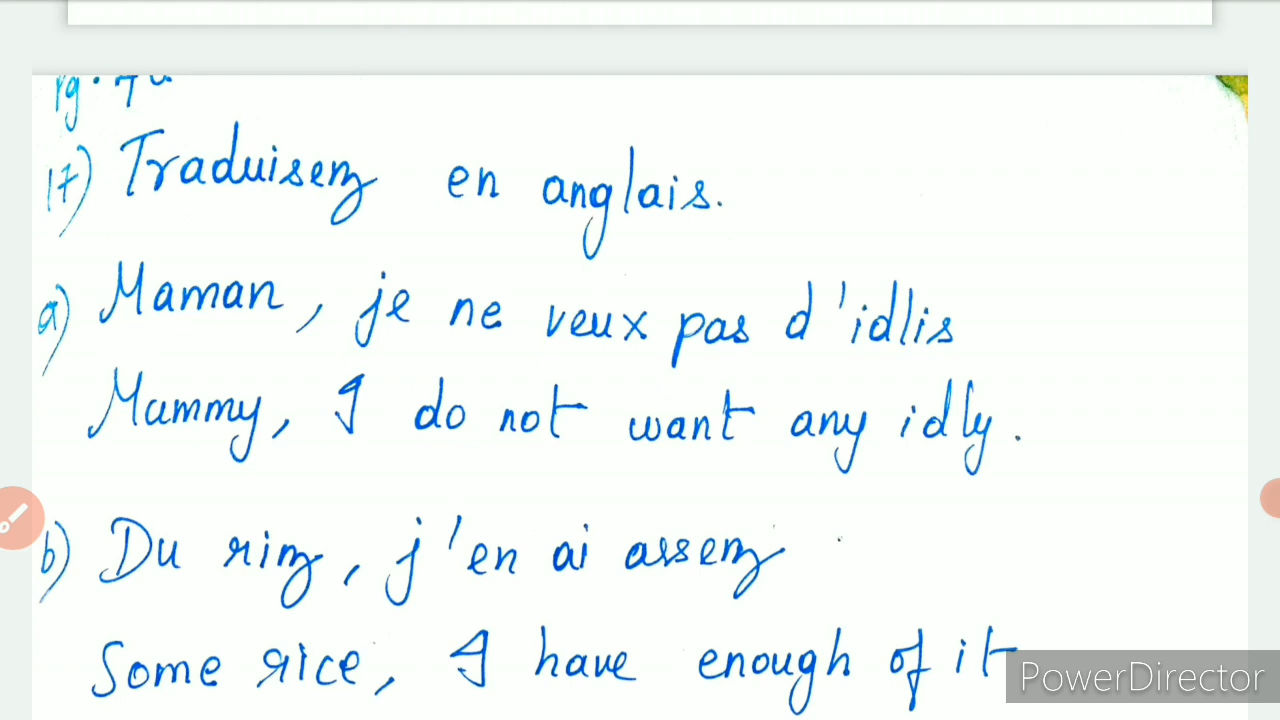 17) Traduisez en anglais.
a) Maman, je ne veux pas d'idlis
Mammy, I do not want any idly.
b) Du riz, j'en ai assez
Some rice, I have enough of it
PowerDirector